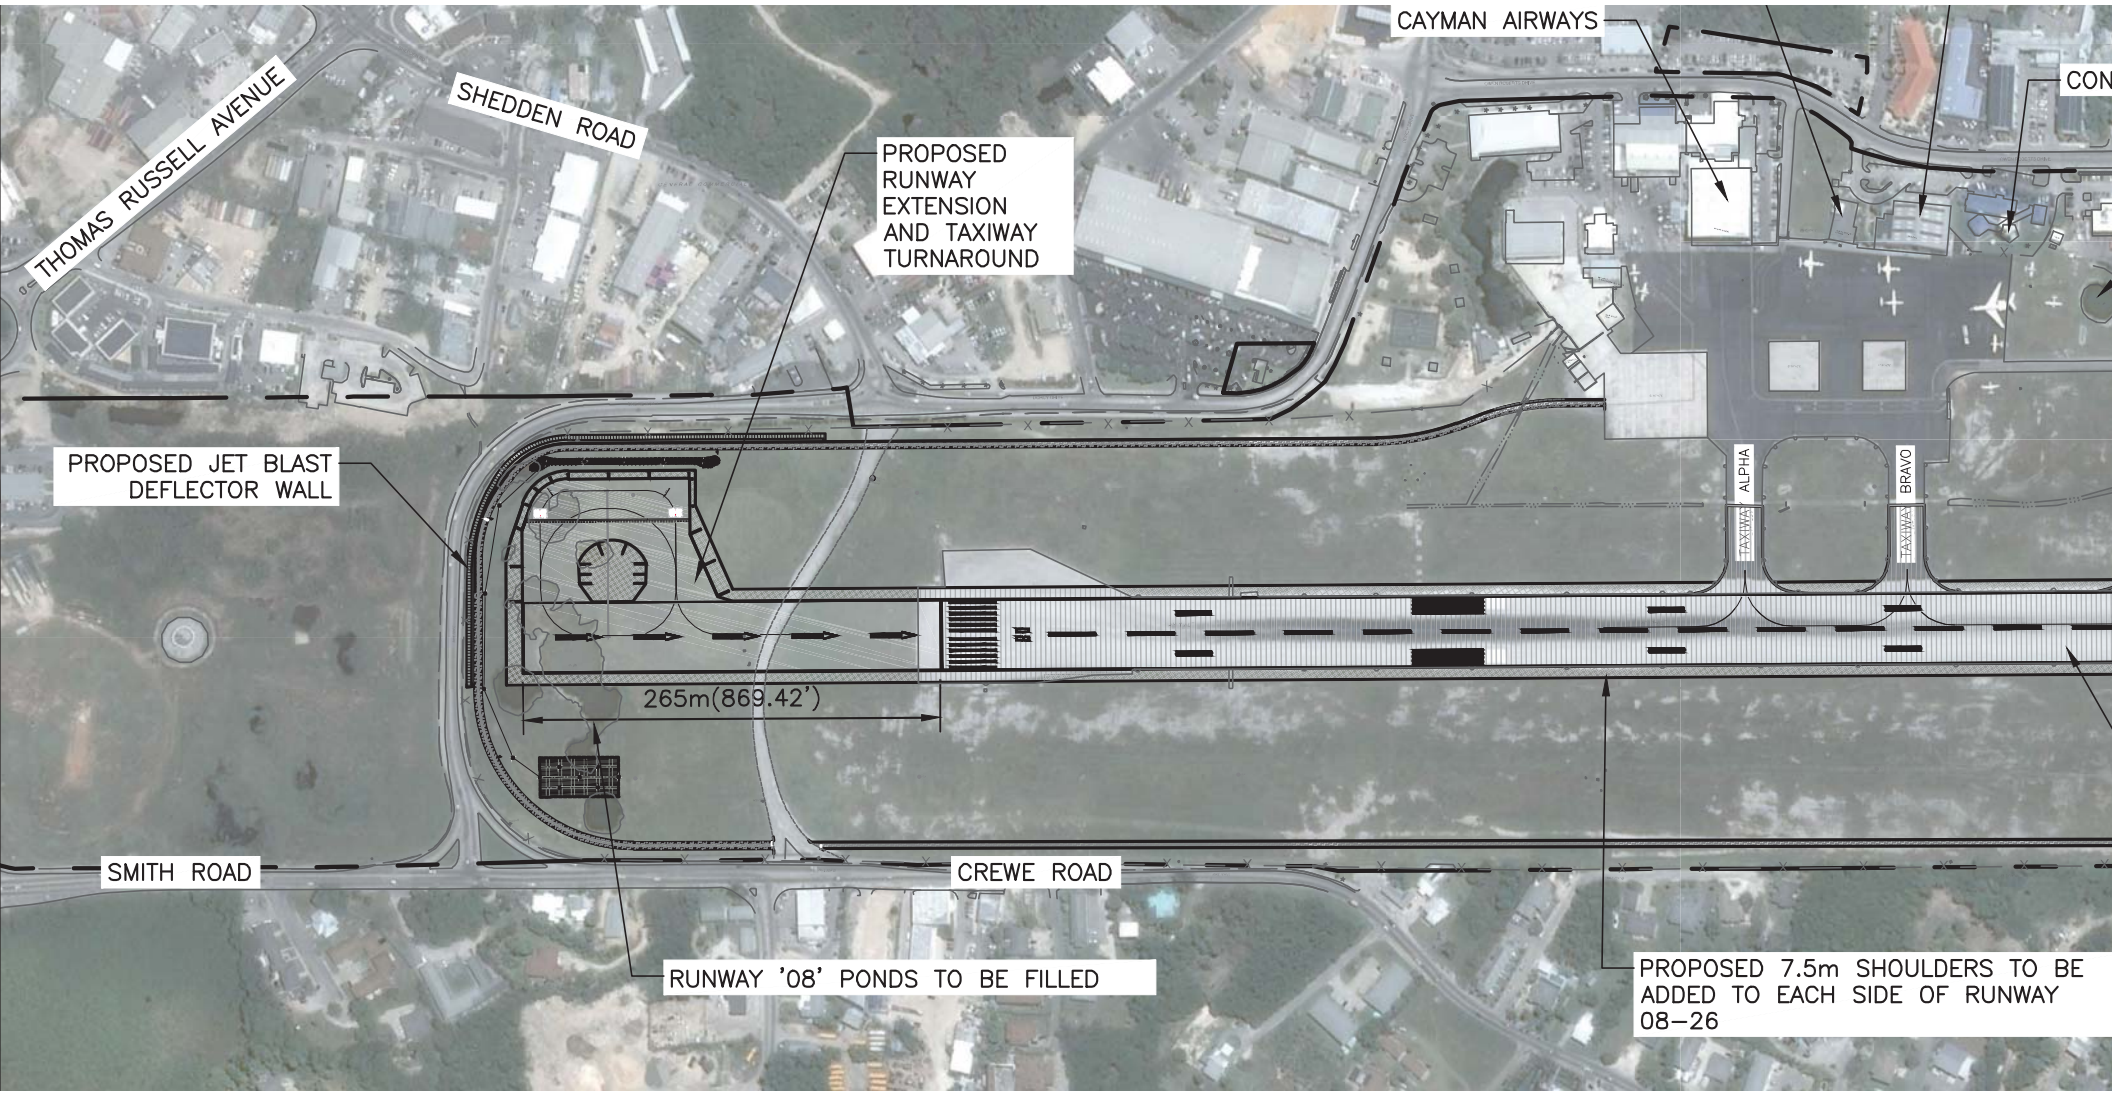 CAYMAN AIRWAYS
CON
THOMAS RUSSELL AVENUE
SHEDDEN ROAD
PROPOSED
RUNWAY
EXTENSION
AND TAXIWAY
TURNAROUND
PROPOSED JET BLAST
DEFLECTOR WALL
TAXIWAY ALPHA
TAXIWAY BRAVO
265m(869.42')
SMITH ROAD
CREWE ROAD
RUNWAY '08' PONDS TO BE FILLED
PROPOSED 7.5m SHOULDERS TO BE
ADDED TO EACH SIDE OF RUNWAY
08-26